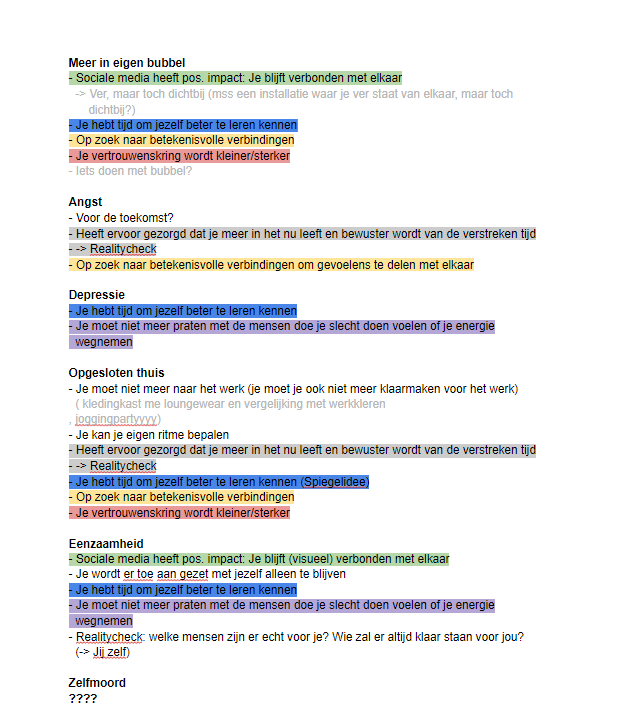 Meer in eigen bubbel
- Sociale media heeft pos. impact: Je blijft verbonden met elkaar
-> Ver, maar toch dichtbij (mss een installatie waar je ver staat van elkaar, maar toch
dichtbij?)
- Je hebt tijd om jezelf beter te leren kennen
- Op zoek naar betekenisvolle verbindingen
- Je vertrouwenskring wordt kleiner/sterker
- Iets doen met bubbel?
Angst
- Voor de toekomst?
- Heeft ervoor gezorgd dat je meer in het nu leeft en bewuster wordt van de verstreken tijd
- -> Realitycheck
- Op zoek naar betekenisvolle verbindingen om gevoelens te delen met elkaar
Depressie
- Je hebt tijd om jezelf beter te leren kennen
- Je moet niet meer praten met de mensen doe je slecht doen voelen of je energie
wegnemen
Opgesloten thuis
- Je moet niet meer naar het werk (je moet je ook niet meer klaarmaken voor het werk)
( kledingkast me loungewear en vergelijking met werkkleren
, joggingpartyyyy)
- Je kan je eigen ritme bepalen
- Heeft ervoor gezorgd dat je meer in het nu leeft en bewuster wordt van de verstreken tijd
- -> Realitycheck
- Je hebt tijd om jezelf beter te leren kennen (Spiegelidee)
- Op zoek naar betekenisvolle verbindingen
- Je vertrouwenskring wordt kleiner/sterker
Eenzaamheid
- Sociale media heeft pos. impact: Je blijft (visueel) verbonden met elkaar
- Je wordt er toe aan gezet met jezelf alleen te blijven
- Je hebt tijd om jezelf beter te leren kennen
- Je moet niet meer praten met de mensen doe je slecht doen voelen of je energie
wegnemen
- Realitycheck: welke mensen zijn er echt voor je? Wie zal er altijd klaar staan voor jou?
(-> Jij zelf)
Zelfmoord
????